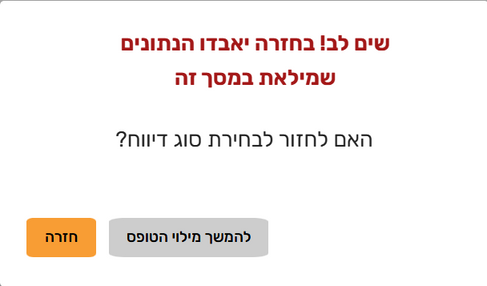 שים לב! בחזרה יאבדו הנתונים
שמילאת במסך זה
האם לחזור לבחירת סוג דיווח?
להמשך מילוי הטופס
חזרה